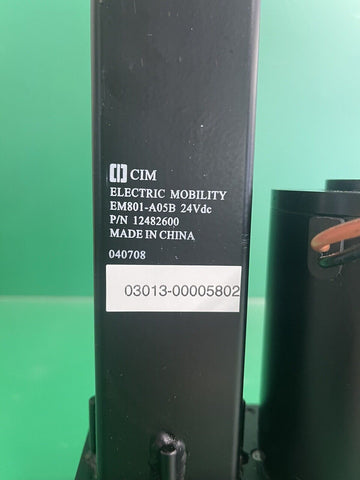 CIM
ELECTRIC MOBILITY
EM801-A05B 24Vdc
P/N 12482600
MADE IN CHINA
040708
03013-00005802